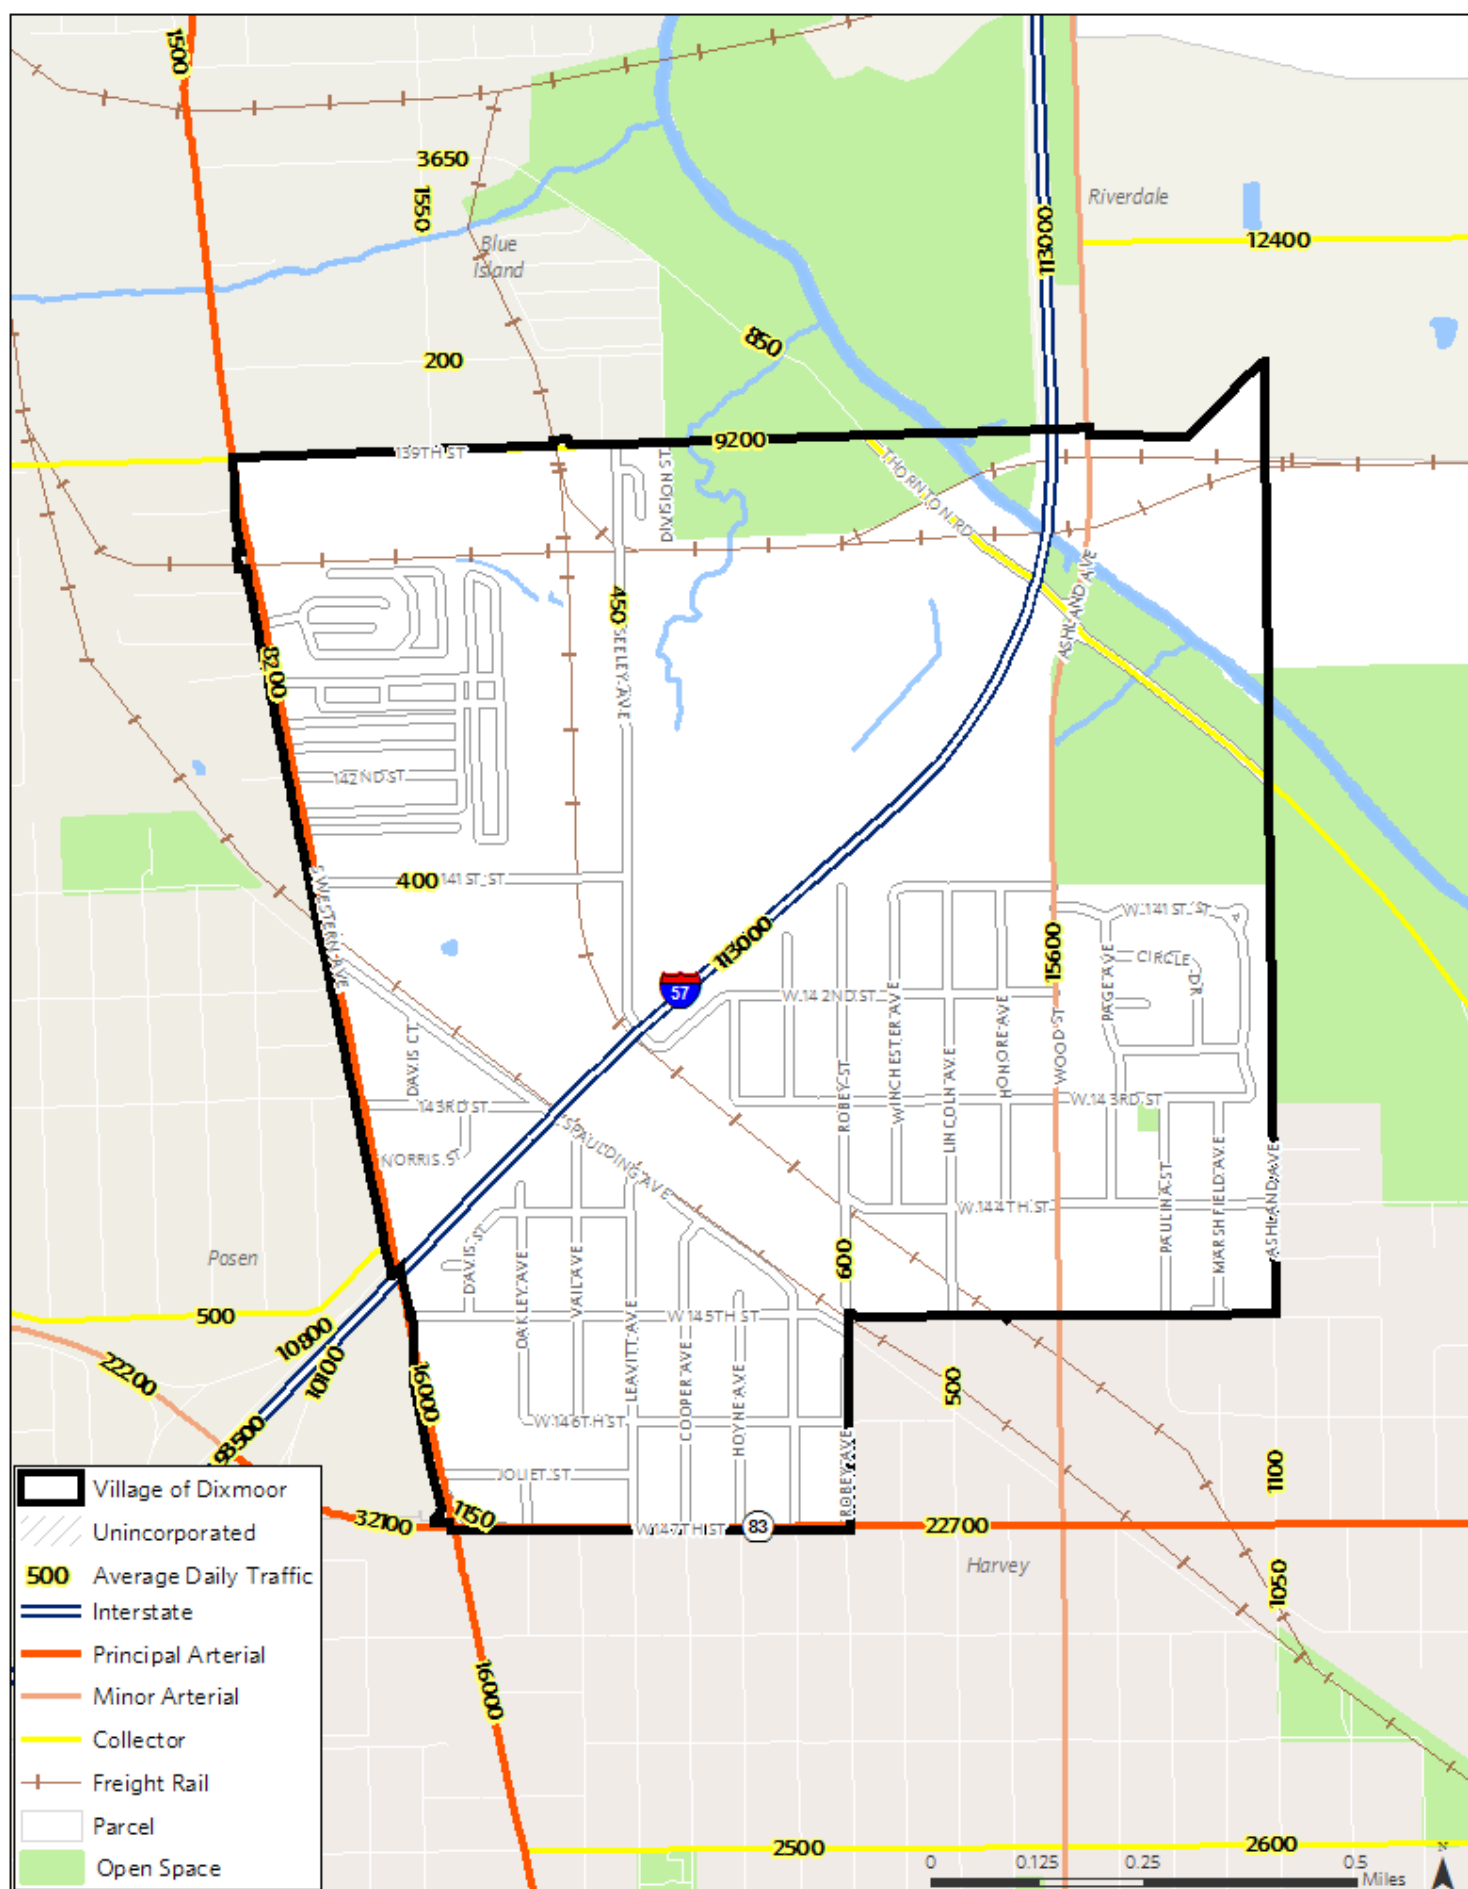 1500
3650
1550
Riverdale
Blue
Island
113000
12400
850
200
9200
139TH ST
DIVISION ST
THORNTON RD
450
SEELEY AVE
ASHLAND AVE
8200
142ND ST
400
141ST ST
S WESTERN AVE
113000
57
15600
W 141ST ST
CIRCLE DR
PAGE AVE
W 142ND ST
WINCHESTER AVE
HONORE AVE
WOOD ST
LINCOLN AVE
ROBEY ST
DAVIS CT
143RD ST
W 143RD ST
SPAULDING AVE
NORRIS ST
PAULINA ST
MARSHFIELD AVE
ASHLAND AVE
W 144TH ST
Posen
DAVIS ST
OAKLEY AVE
VAIL AVE
LEAVITT AVE
600
500
W 145TH ST
10800
10100
22200
16000
COOPER AVE
HOYNE AVE
500
W 146TH ST
93500
JOLIET ST
ROBEY AVE
1100
32100
1150
W 147TH ST
83
22700
Harvey
1050
16000
2500
2600
Village of Dixmoor
Unincorporated
500 Average Daily Traffic
Interstate
Principal Arterial
Minor Arterial
Collector
Freight Rail
Parcel
Open Space
0 0.125 0.25 0.5
Miles
N